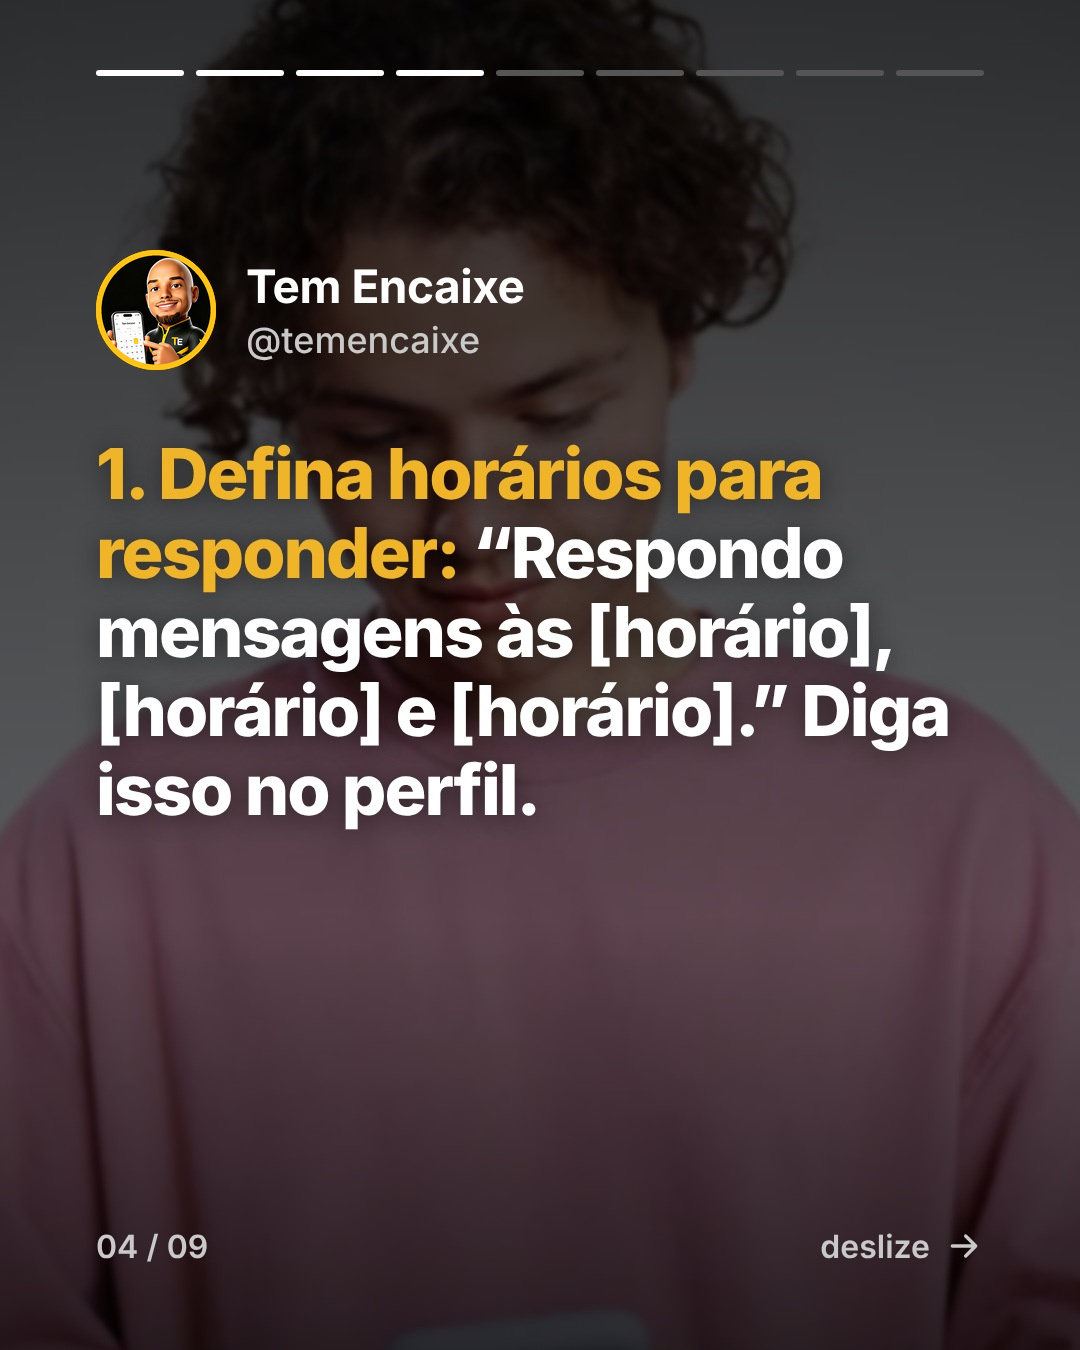 Tem Encaixe
@temencaixe
1. Defina horários para
responder: “Respondo
mensagens às [horário],
[horário] e [horário].” Diga
isso no perfil.
04 / 09
deslize →